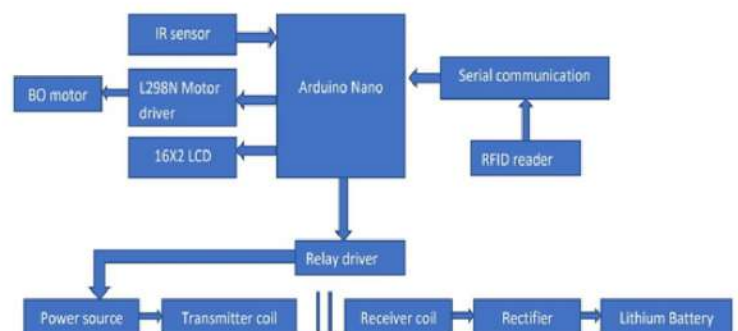 IR sensor
Arduino Nano
Serial communication
BO motor
L298N Motor
driver
16X2 LCD
RFID reader
Relay driver
Power source
Transmitter coil
Receiver coil
Rectifier
Lithium Battery